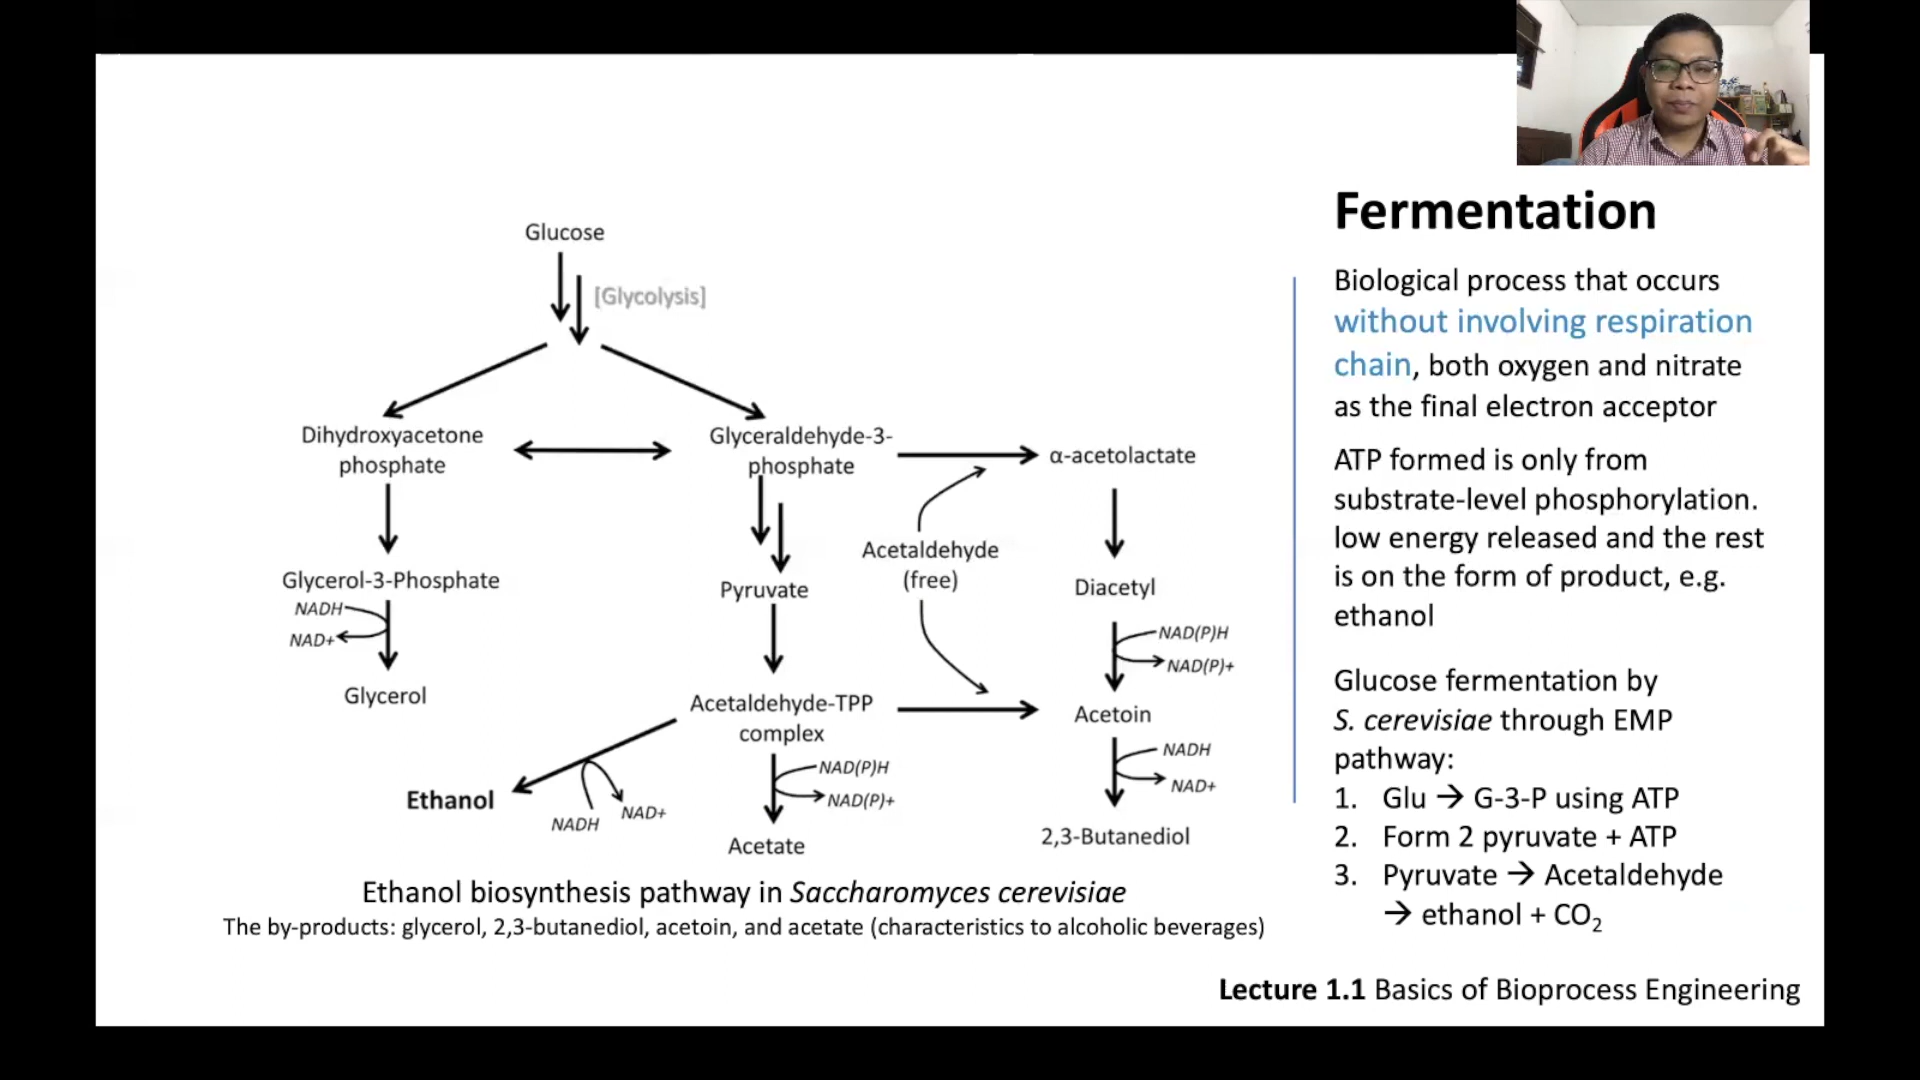 Glucose
[Glycolysis]
Dihydroxyacetone
phosphate
Glyceraldehyde-3-
phosphate
α-acetolactate
Acetaldehyde
(free)
Glycerol-3-Phosphate
NADH
NAD+
Glycerol
Pyruvate
Diacetyl
NAD(P)H
NAD(P)+
Acetaldehyde-TPP
complex
Acetoin
NADH
NAD+
Ethanol
NADH
NAD+
NAD(P)H
NAD(P)+
Acetate
2,3-Butanediol
Ethanol biosynthesis pathway in Saccharomyces cerevisiae
The by-products: glycerol, 2,3-butanediol, acetoin, and acetate (characteristics to alcoholic beverages)
Fermentation
Biological process that occurs
without involving respiration
chain, both oxygen and nitrate
as the final electron acceptor
ATP formed is only from
substrate-level phosphorylation.
low energy released and the rest
is on the form of product, e.g.
ethanol
Glucose fermentation by
S. cerevisiae through EMP
pathway:
1. Glu → G-3-P using ATP
2. Form 2 pyruvate + ATP
3. Pyruvate → Acetaldehyde
→ ethanol + CO₂
Lecture 1.1 Basics of Bioprocess Engineering